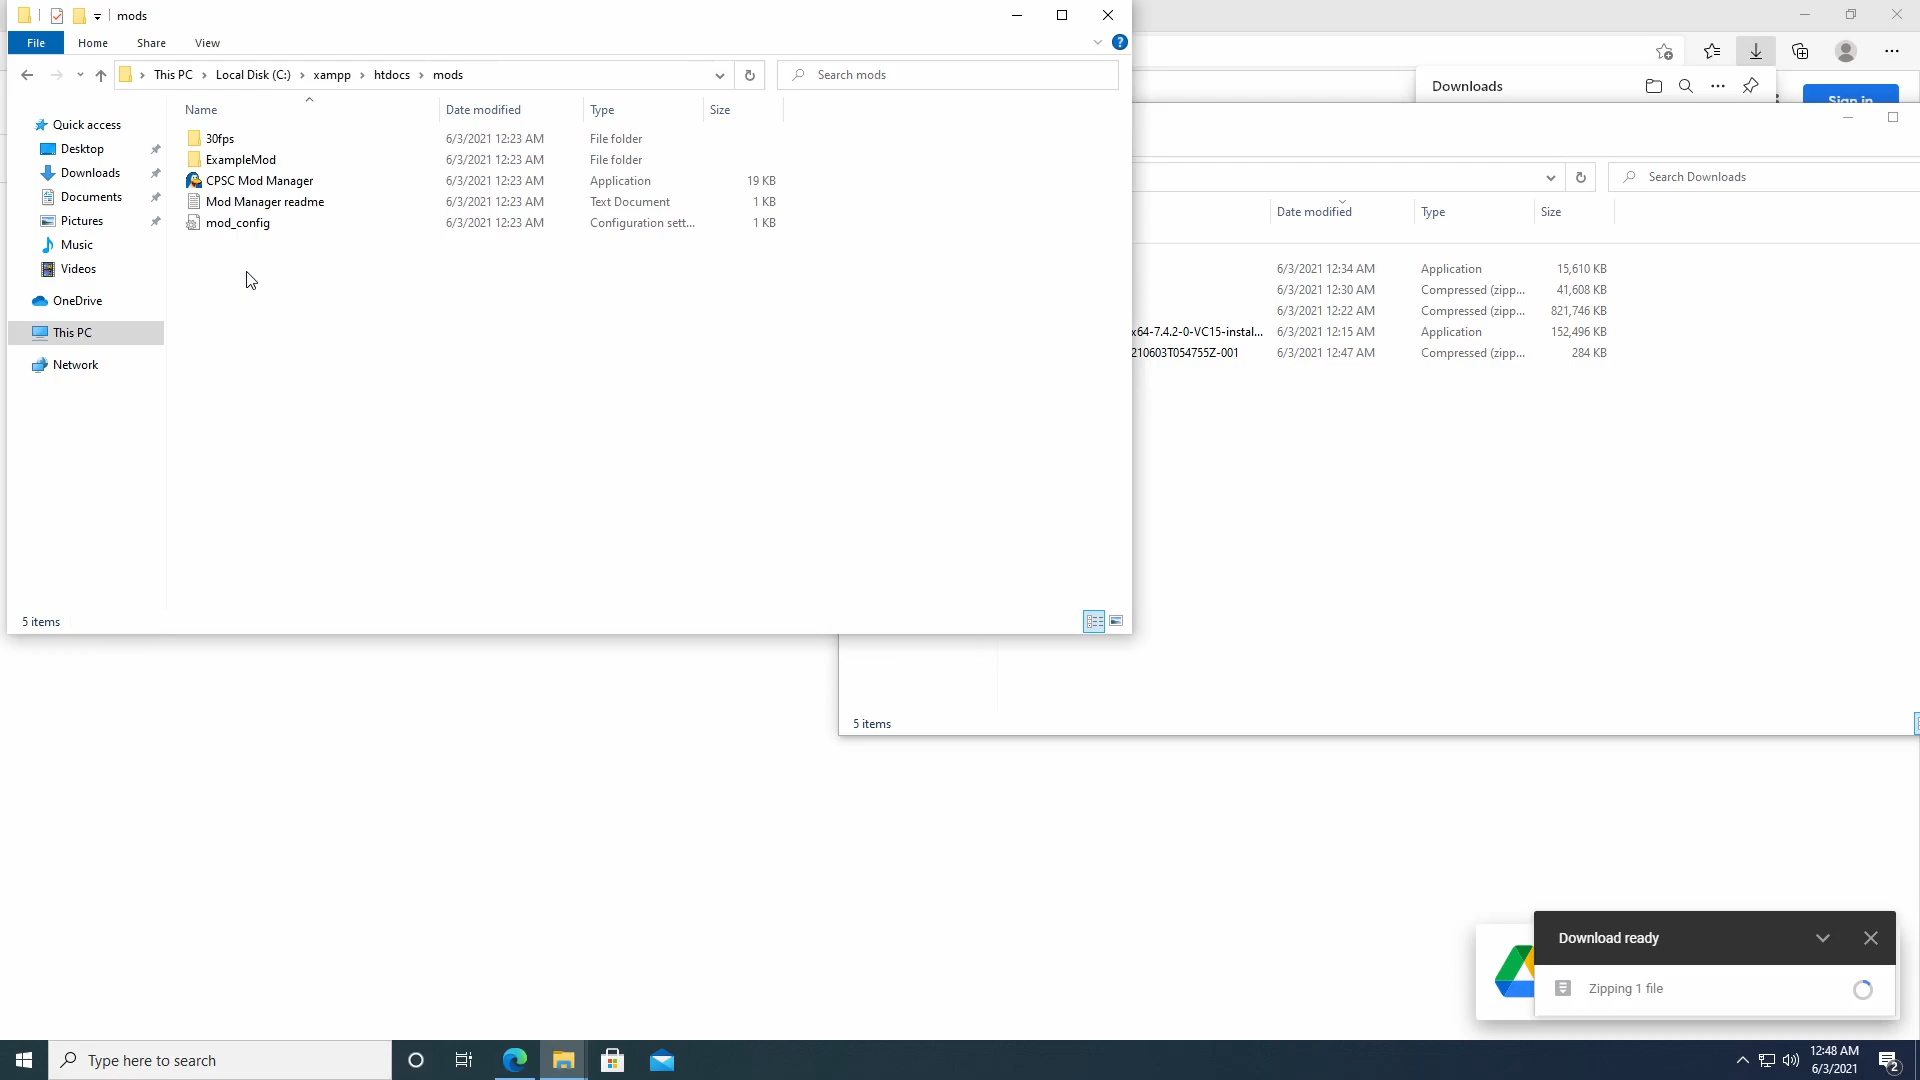 mods
File Home Share View
This PC Local Disk (C:) xampp htdocs mods
Search mods
Name Date modified Type Size
Quick access
Desktop
Downloads
Documents
Pictures
Music
Videos
OneDrive
This PC
Network
30fps 6/3/2021 12:23 AM File folder
ExampleMod 6/3/2021 12:23 AM File folder
CPSC Mod Manager 6/3/2021 12:23 AM Application 19 KB
Mod Manager readme 6/3/2021 12:23 AM Text Document 1 KB
mod_config 6/3/2021 12:23 AM Configuration sett... 1 KB
5 items
Downloads
Sign in
Search Downloads
Date modified Type Size
6/3/2021 12:34 AM Application 15,610 KB
6/3/2021 12:30 AM Compressed (zipp... 41,608 KB
6/3/2021 12:22 AM Compressed (zipp... 821,746 KB
x64-7.4.2-0-VC15-instal... 6/3/2021 12:15 AM Application 152,496 KB
210603T054755Z-001 6/3/2021 12:47 AM Compressed (zipp... 284 KB
5 items
Download ready
Zipping 1 file
Type here to search
12:48 AM
6/3/2021
2